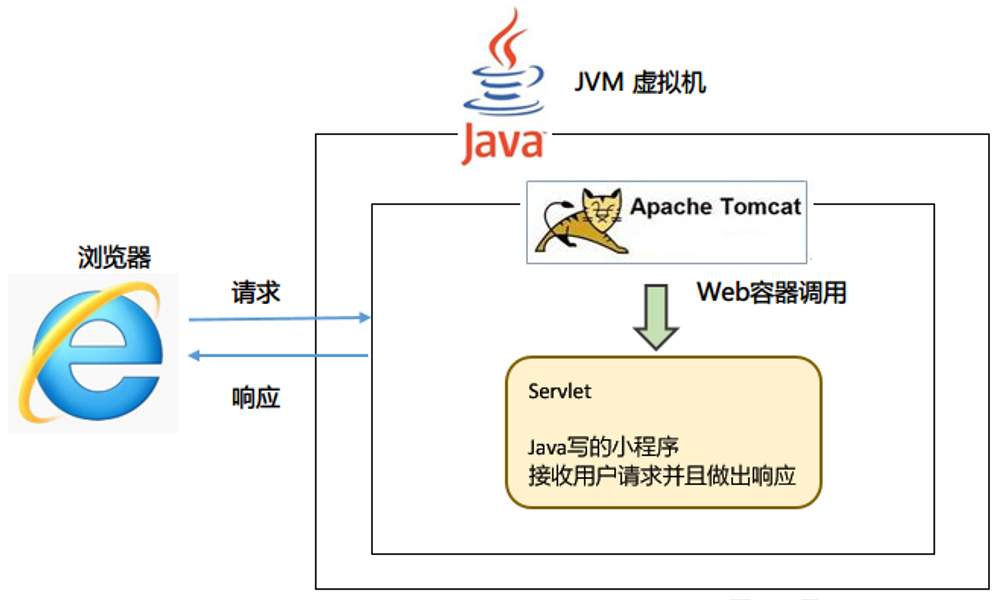 JVM 虚拟机
Java
Apache Tomcat
浏览器
请求
Web容器调用
响应
Servlet
Java写的小程序
接收用户请求并且做出响应